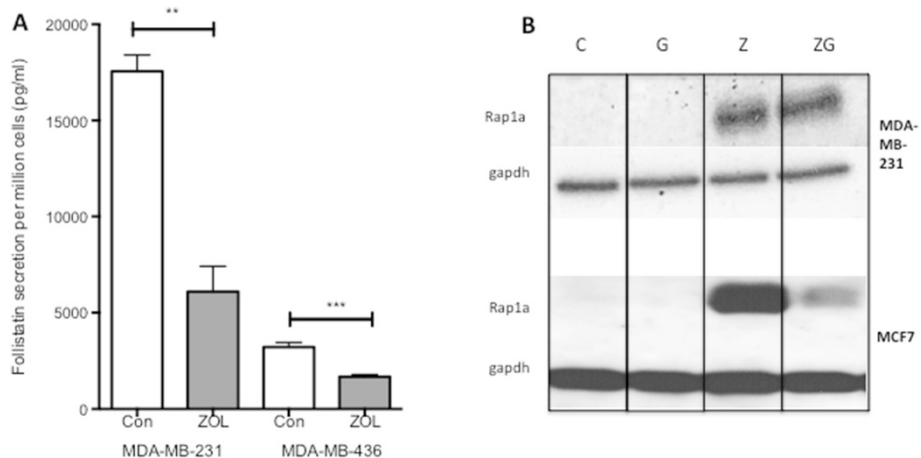 A
Follistatin secretion per million cells (pg/ml)
20000
15000
10000
5000
0
**
***
Con ZOL Con ZOL
MDA-MB-231 MDA-MB-436
B
C G Z ZG
Rap1a
gapdh
MDA-
MB-
231
Rap1a
gapdh
MCF7